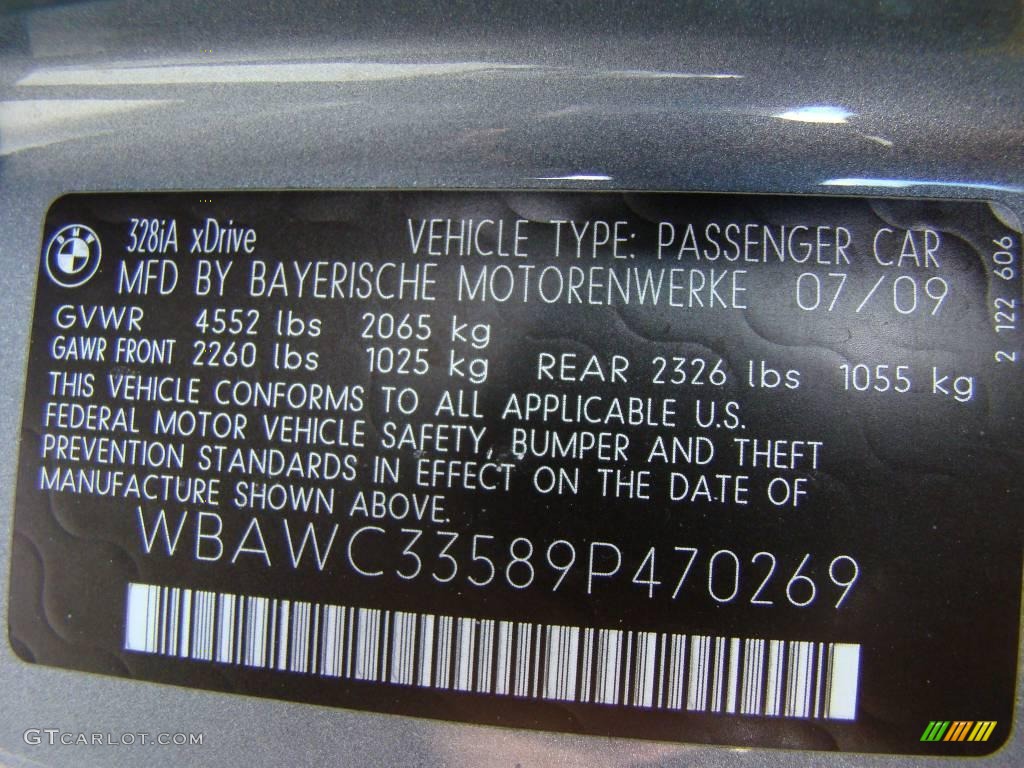 328iA xDrive VEHICLE TYPE: PASSENGER CAR
MFD BY BAYERISCHE MOTORENWERKE 07/09
GVWR 4552 lbs 2065 kg
GAWR FRONT 2260 lbs 1025 kg REAR 2326 lbs 1055 kg
THIS VEHICLE CONFORMS TO ALL APPLICABLE U.S.
FEDERAL MOTOR VEHICLE SAFETY, BUMPER AND THEFT
PREVENTION STANDARDS IN EFFECT ON THE DATE OF
MANUFACTURE SHOWN ABOVE.
WBAWC33589P470269
2 122 606
GTCARLOT.COM